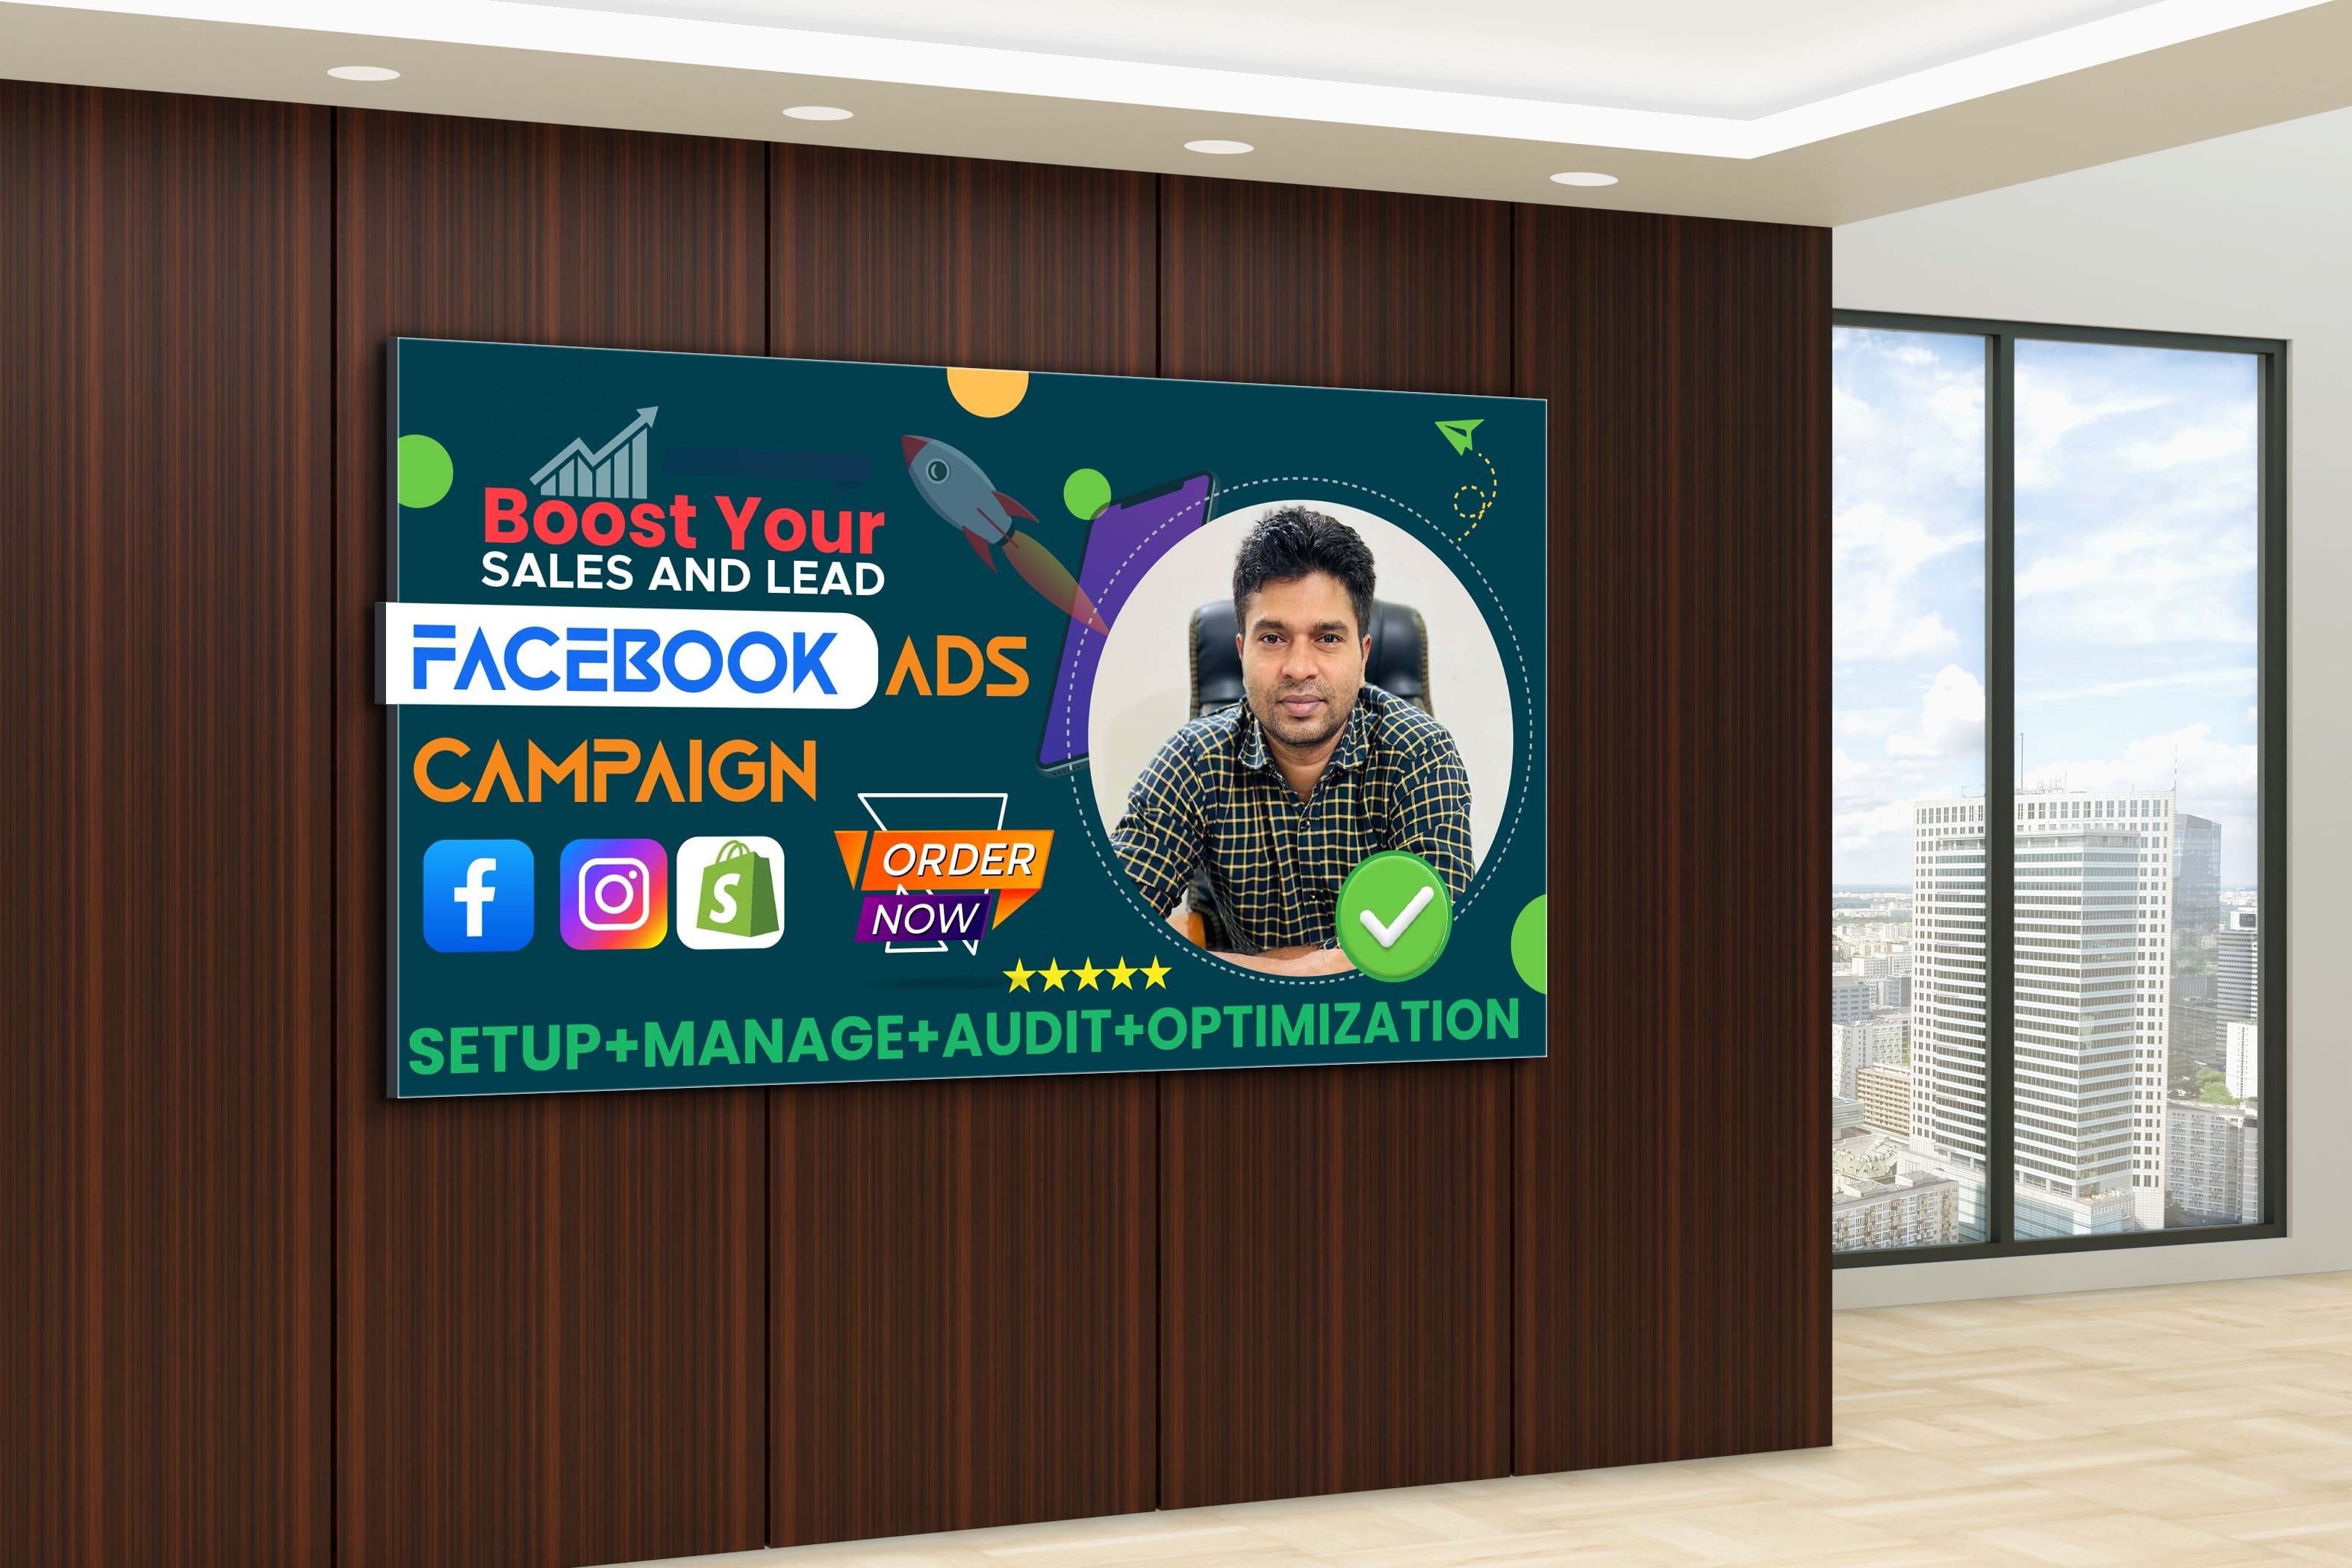 Boost Your
SALES AND LEAD
FACEBOOK ADS
CAMPAIGN
ORDER
NOW
SETUP+MANAGE+AUDIT+OPTIMIZATION